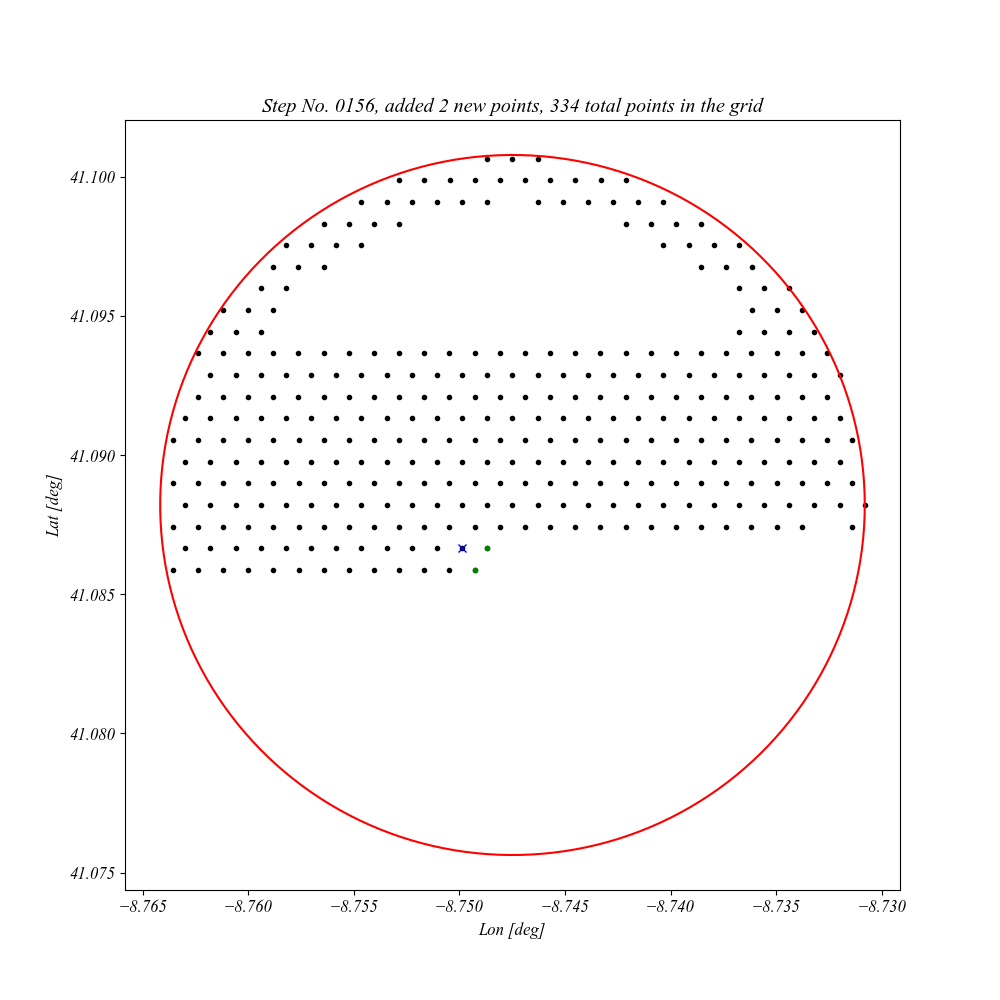 Step No. 0156, added 2 new points, 334 total points in the grid
41.100
41.095
41.090
41.085
41.080
41.075
Lat [deg]
−8.765 −8.760 −8.755 −8.750 −8.745 −8.740 −8.735 −8.730
Lon [deg]